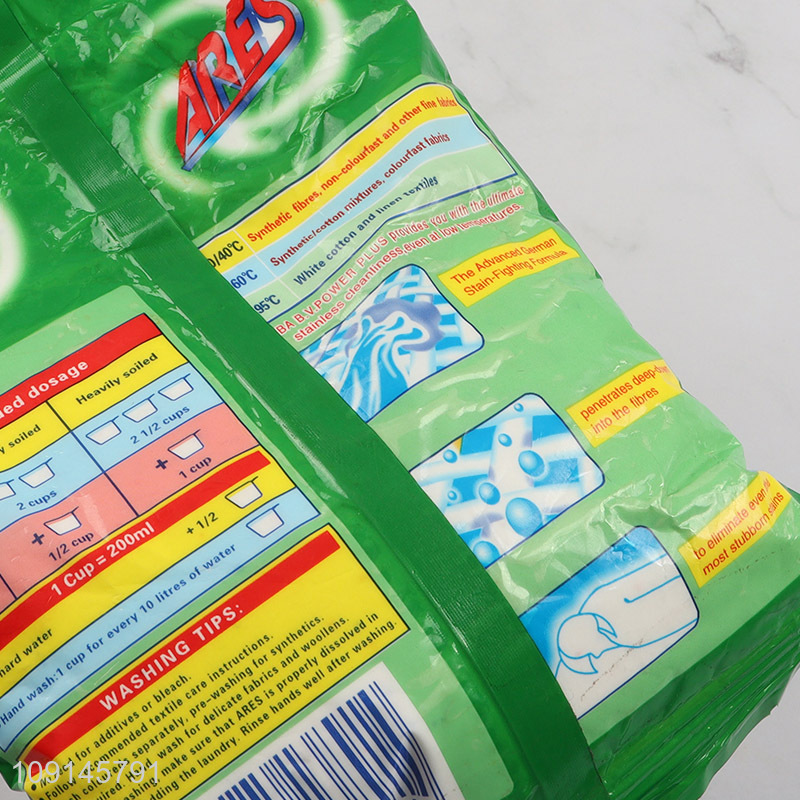 ARES
/40°C Synthetic fibres, non-colourfast and other fine fabrics
60°C Synthetic/cotton mixtures, colourfast fabrics
95°C White cotton and linen textiles
BA B.V.POWER PLUS provides you with the ultimate
stainless cleanliness,even at low temperatures
The Advanced German
Stain-Fighting Formula
penetrates deep-down
into the fibres
to eliminate even the
most stubborn stains
dosage
soiled
Heavily soiled
2 cups
2 1/2 cups
+
1/2 cup
+
1 cup
1 Cup = 200ml
hard water
+ 1/2
Hand wash:1 cup for every 10 litres of water
WASHING TIPS:
for additives or bleach.
textile care instructions.
separately, pre-washing for synthetics.
wash for delicate fabrics and woollens.
make sure that ARES is properly dissolved in
the laundry. Rinse hands well after washing.
109145791